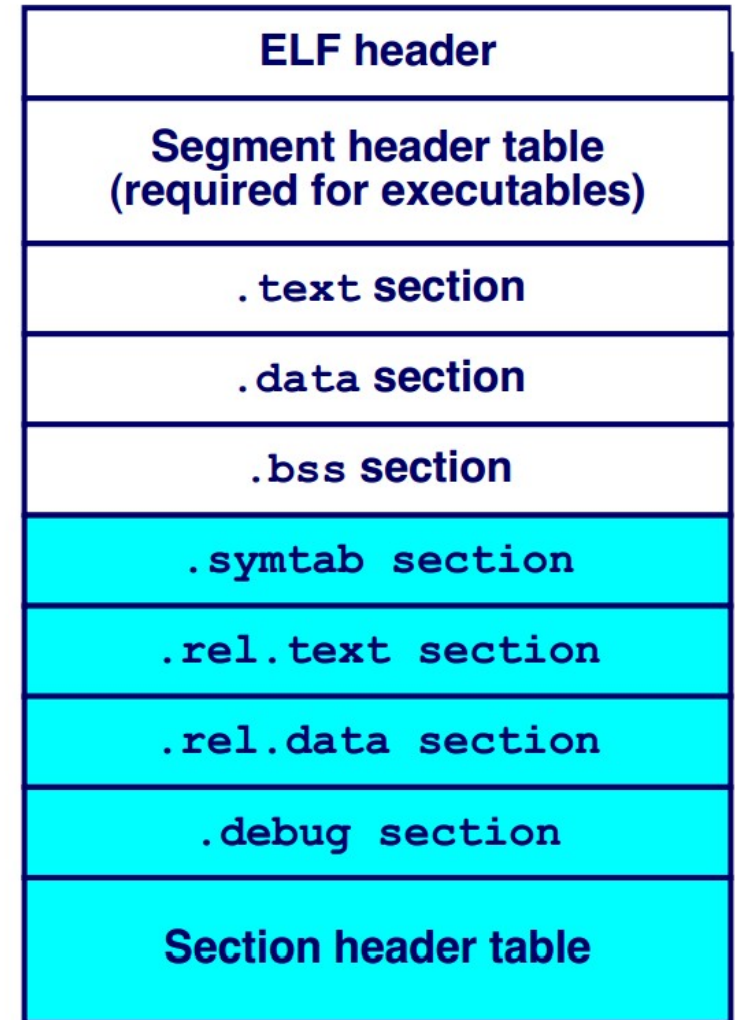 ELF header
Segment header table
(required for executables)
.text section
.data section
.bss section
.symtab section
.rel.text section
.rel.data section
.debug section
Section header table